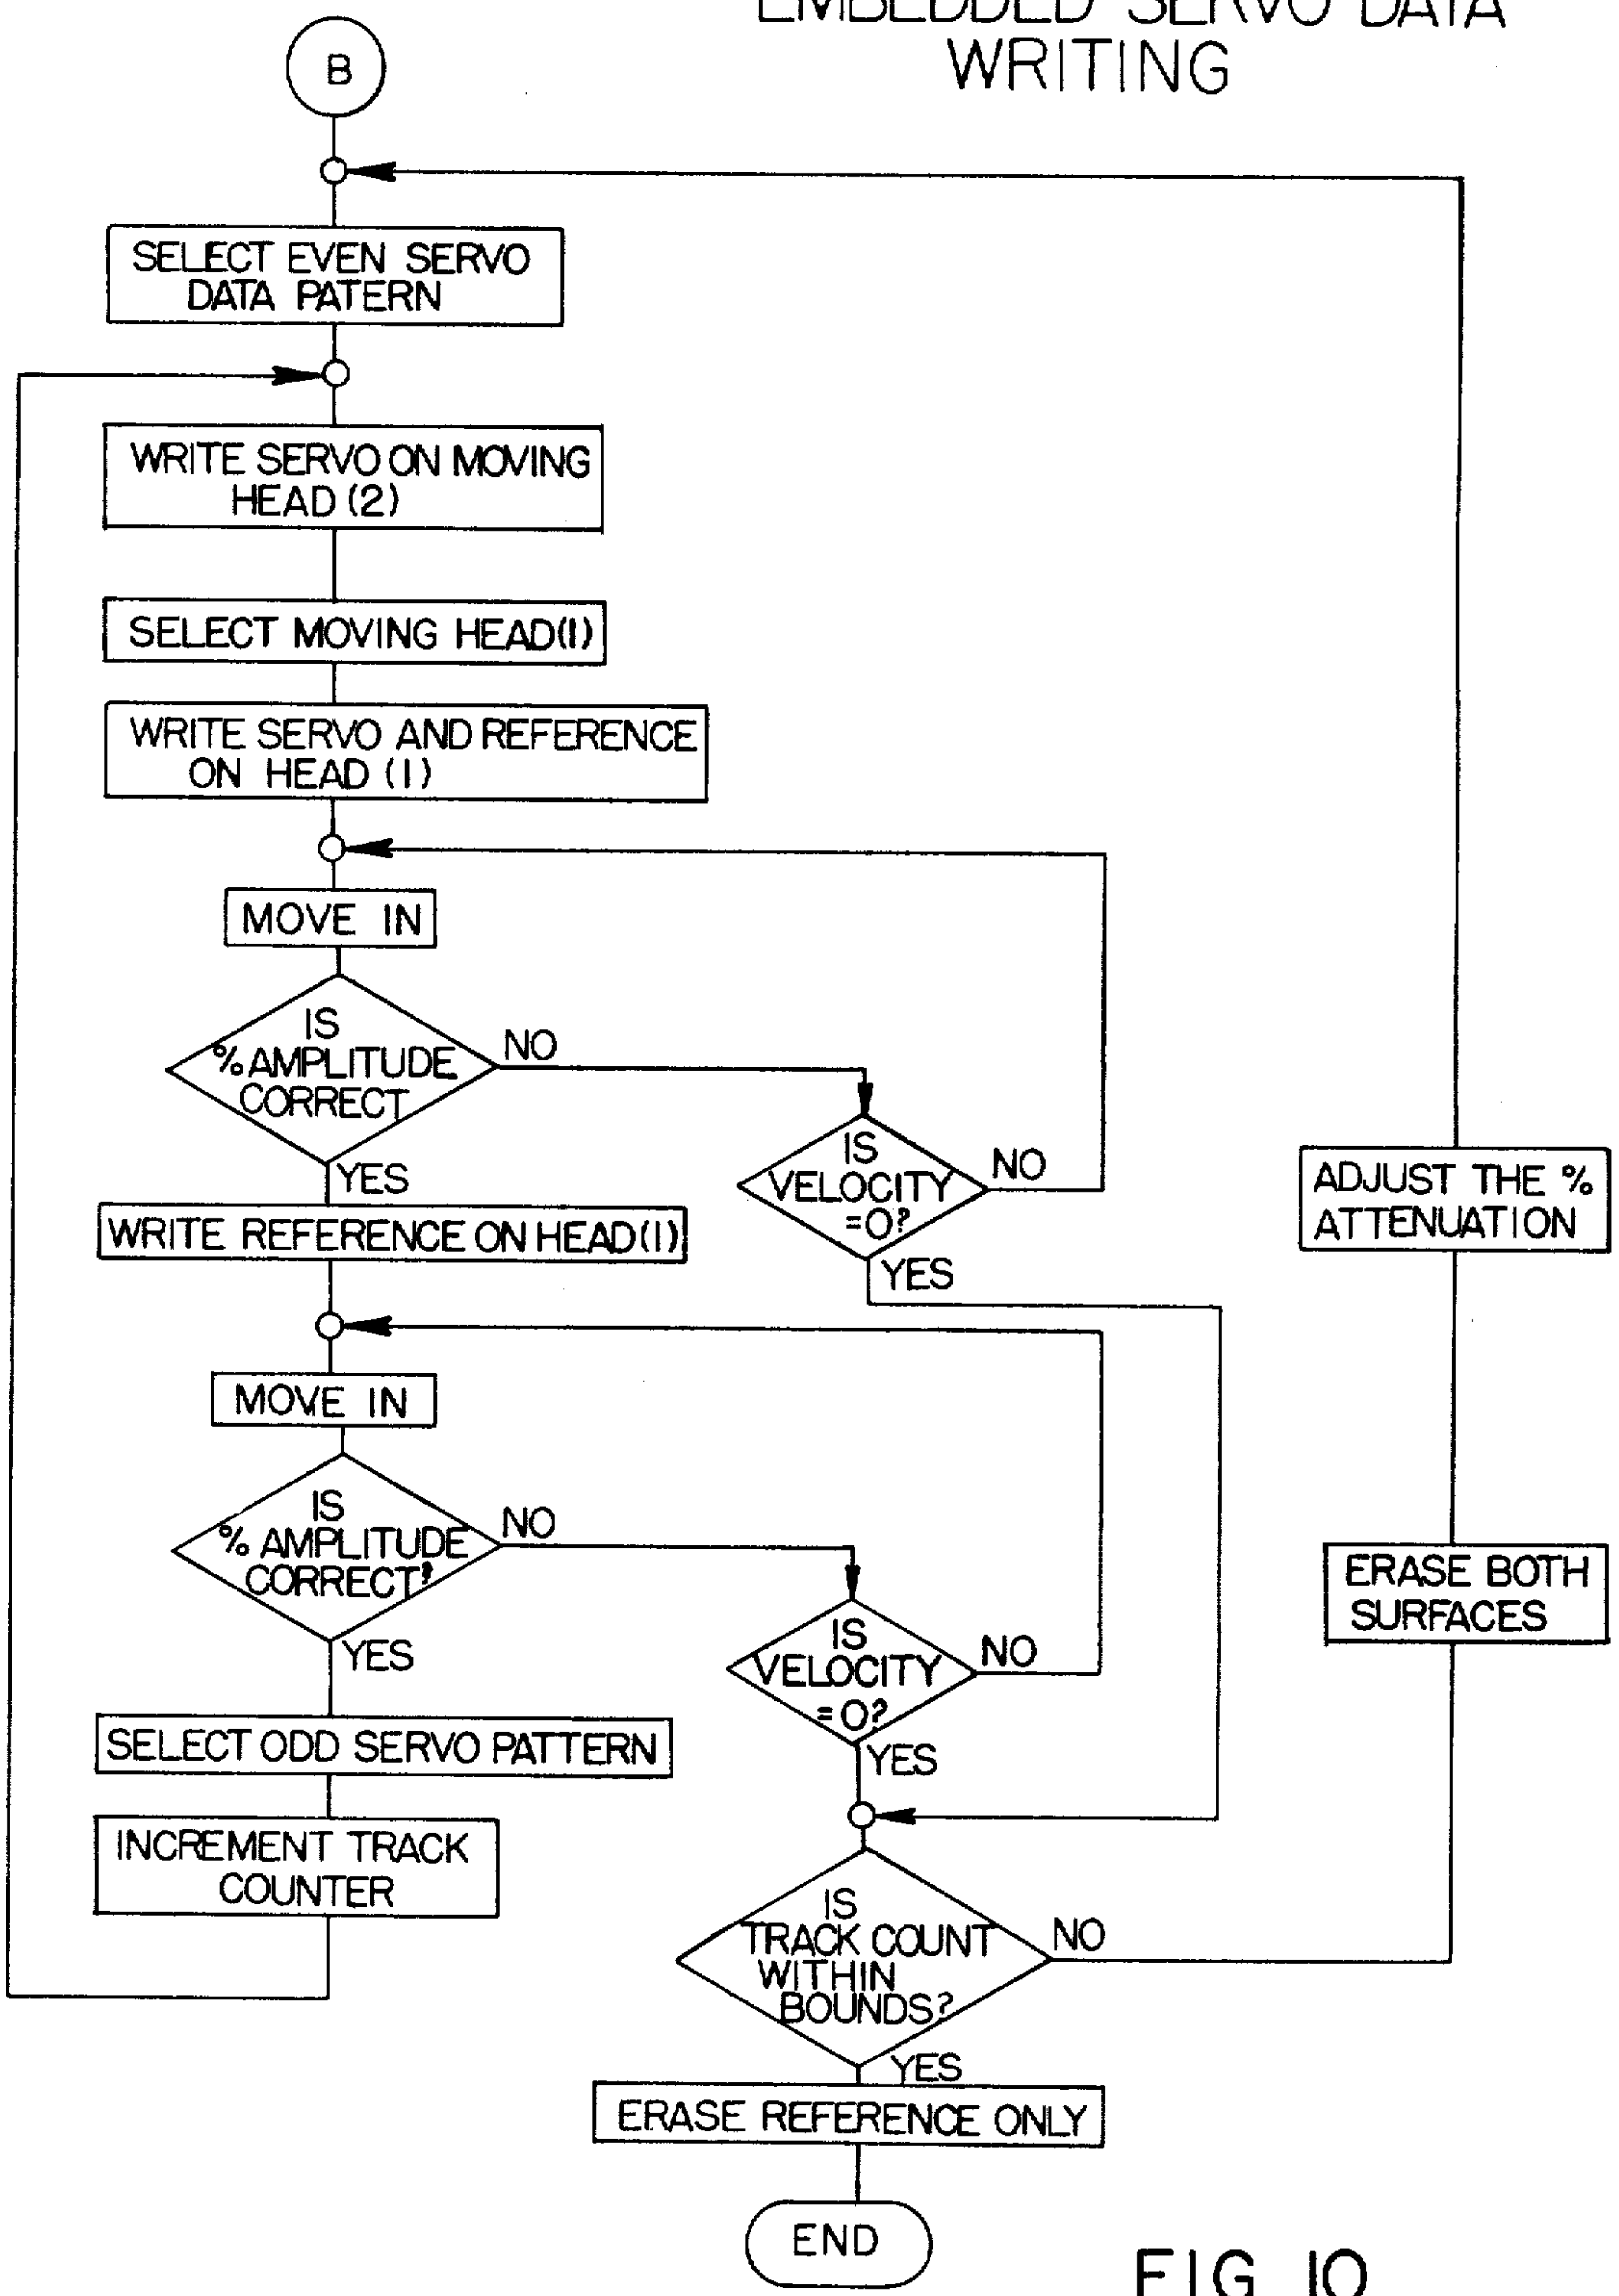 EMBEDDED SERVO DATA
WRITING
B
SELECT EVEN SERVO
DATA PATERN
WRITE SERVO ON MOVING
HEAD (2)
SELECT MOVING HEAD(1)
WRITE SERVO AND REFERENCE
ON HEAD (1)
MOVE IN
IS
% AMPLITUDE
CORRECT
NO
YES
IS
VELOCITY
=0?
NO
YES
ADJUST THE %
ATTENUATION
WRITE REFERENCE ON HEAD(1)
MOVE IN
IS
% AMPLITUDE
CORRECT?
NO
YES
IS
VELOCITY
=0?
NO
YES
ERASE BOTH
SURFACES
SELECT ODD SERVO PATTERN
INCREMENT TRACK
COUNTER
IS
TRACK COUNT
WITHIN
BOUNDS?
NO
YES
ERASE REFERENCE ONLY
END
FIG 10